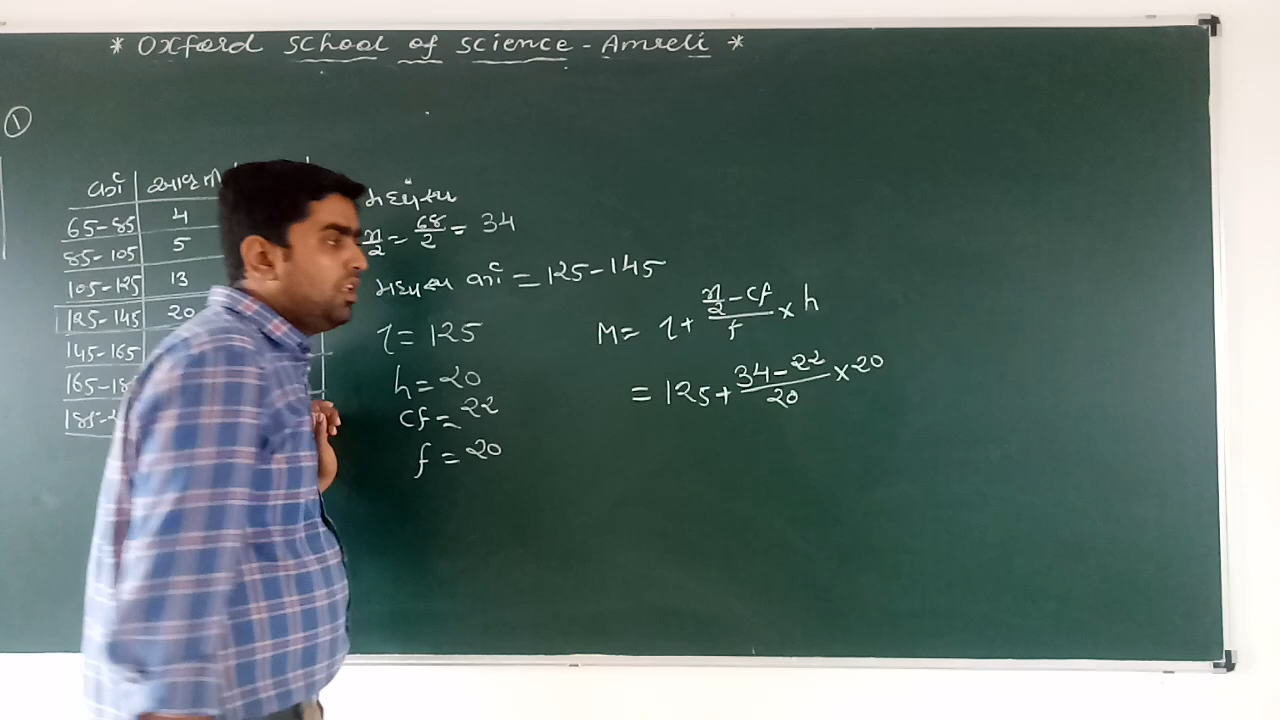 * Oxford school of science - Amreli *
①
વર્ગ
65-85 4
85-105 5
105-125 13
125-145 20
145-165
મધ્યસ્થ
n/2 = 68/2 = 34
મધ્યસ્થ વર્ગ = 125-145
l = 125
h = 20
cf = 22
f = 20
M = l + (n/2 - cf)/f × h
= 125 + (34 - 22)/20 × 20